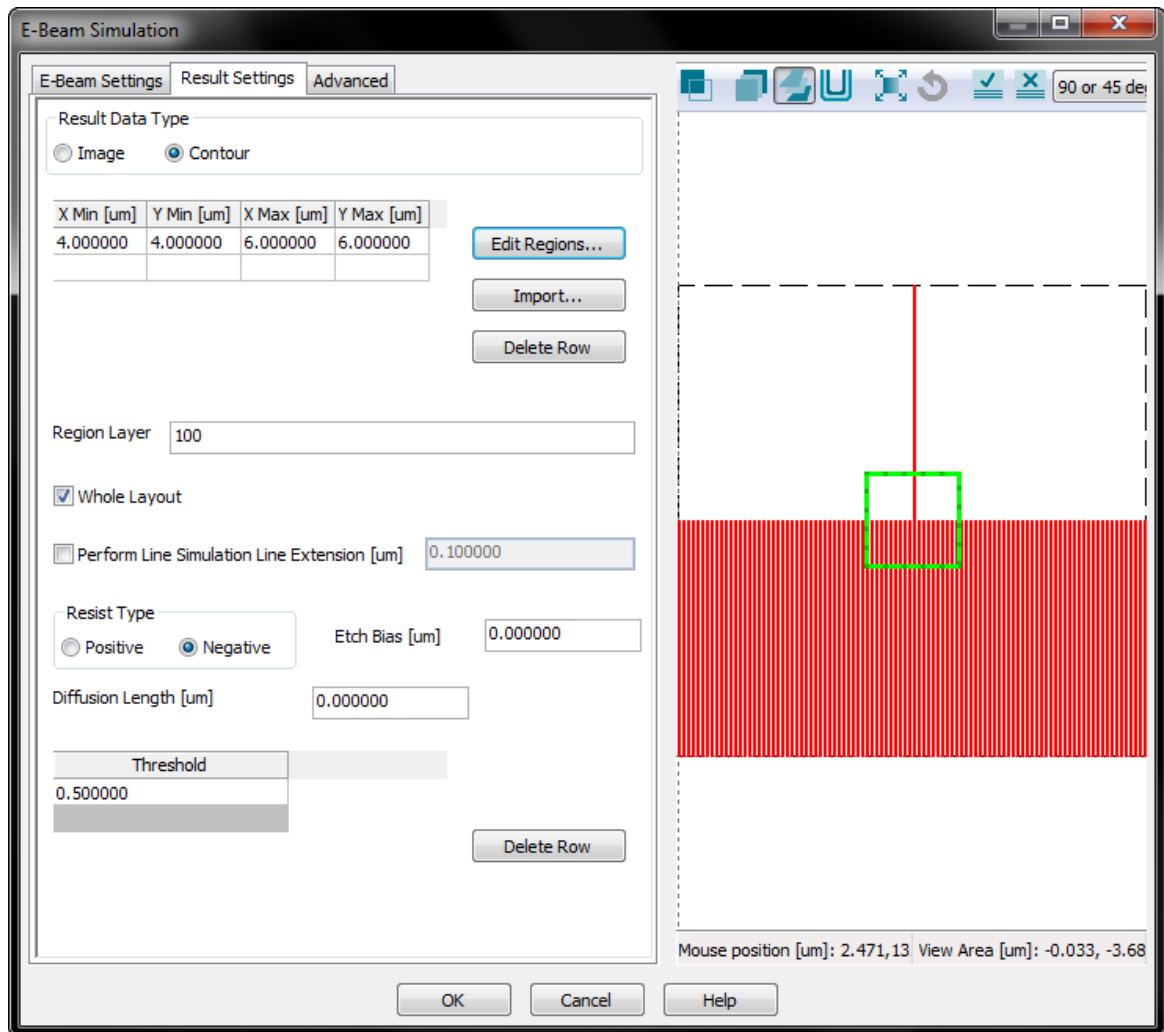 E-Beam Simulation
E-Beam Settings Result Settings Advanced
90 or 45 de
Result Data Type
Image Contour
X Min [um] Y Min [um] X Max [um] Y Max [um]
4.000000 4.000000 6.000000 6.000000
Edit Regions...
Import...
Delete Row
Region Layer 100
Whole Layout
Perform Line Simulation Line Extension [um] 0.100000
Resist Type
Positive Negative
Etch Bias [um] 0.000000
Diffusion Length [um] 0.000000
Threshold
0.500000
Delete Row
Mouse position [um]: 2.471,13 View Area [um]: -0.033, -3.68
OK Cancel Help